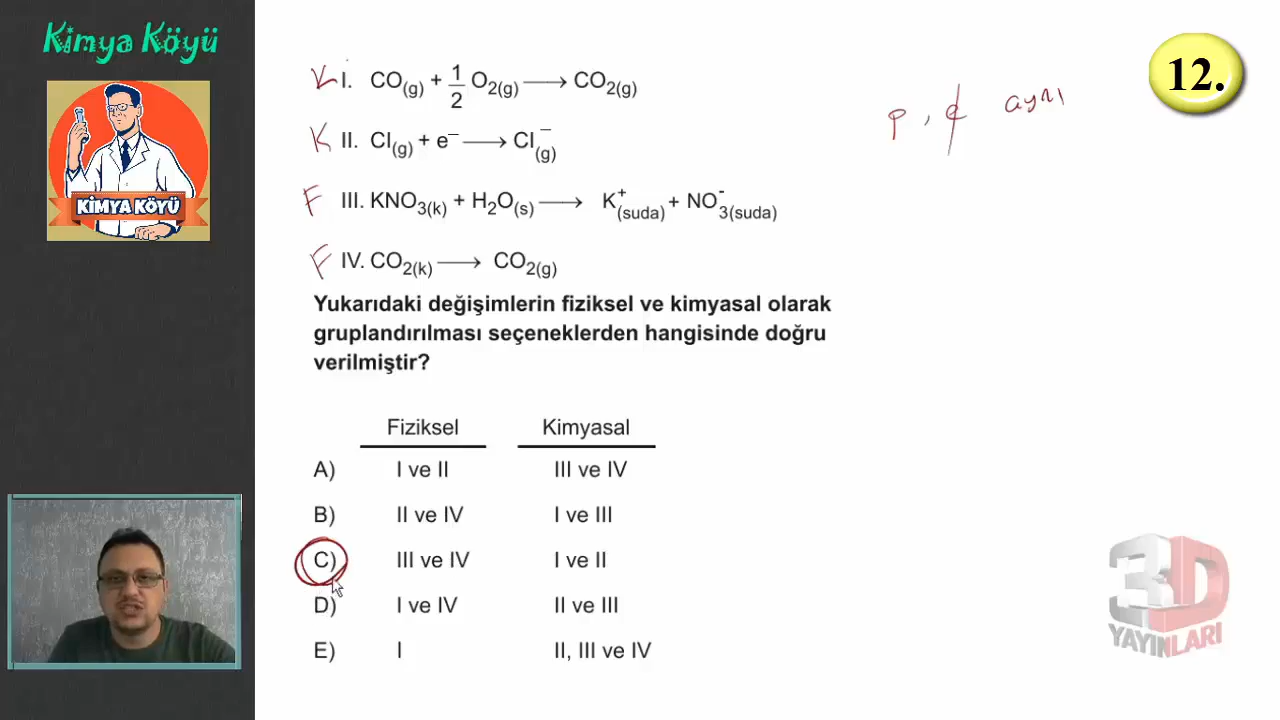 Kimya Köyü
KİMYA KÖYÜ
12.
K I. CO(g) + 1/2 O2(g) ⟶ CO2(g)
p, e aynı
K II. Cl(g) + e⁻ ⟶ Cl⁻(g)
F III. KNO3(k) + H2O(s) ⟶ K⁺(suda) + NO3⁻(suda)
F IV. CO2(k) ⟶ CO2(g)
Yukarıdaki değişimlerin fiziksel ve kimyasal olarak
gruplandırılması seçeneklerden hangisinde doğru
verilmiştir?
Fiziksel Kimyasal
A) I ve II III ve IV
B) II ve IV I ve III
C) III ve IV I ve II
D) I ve IV II ve III
E) I II, III ve IV
3D
YAYINLARI